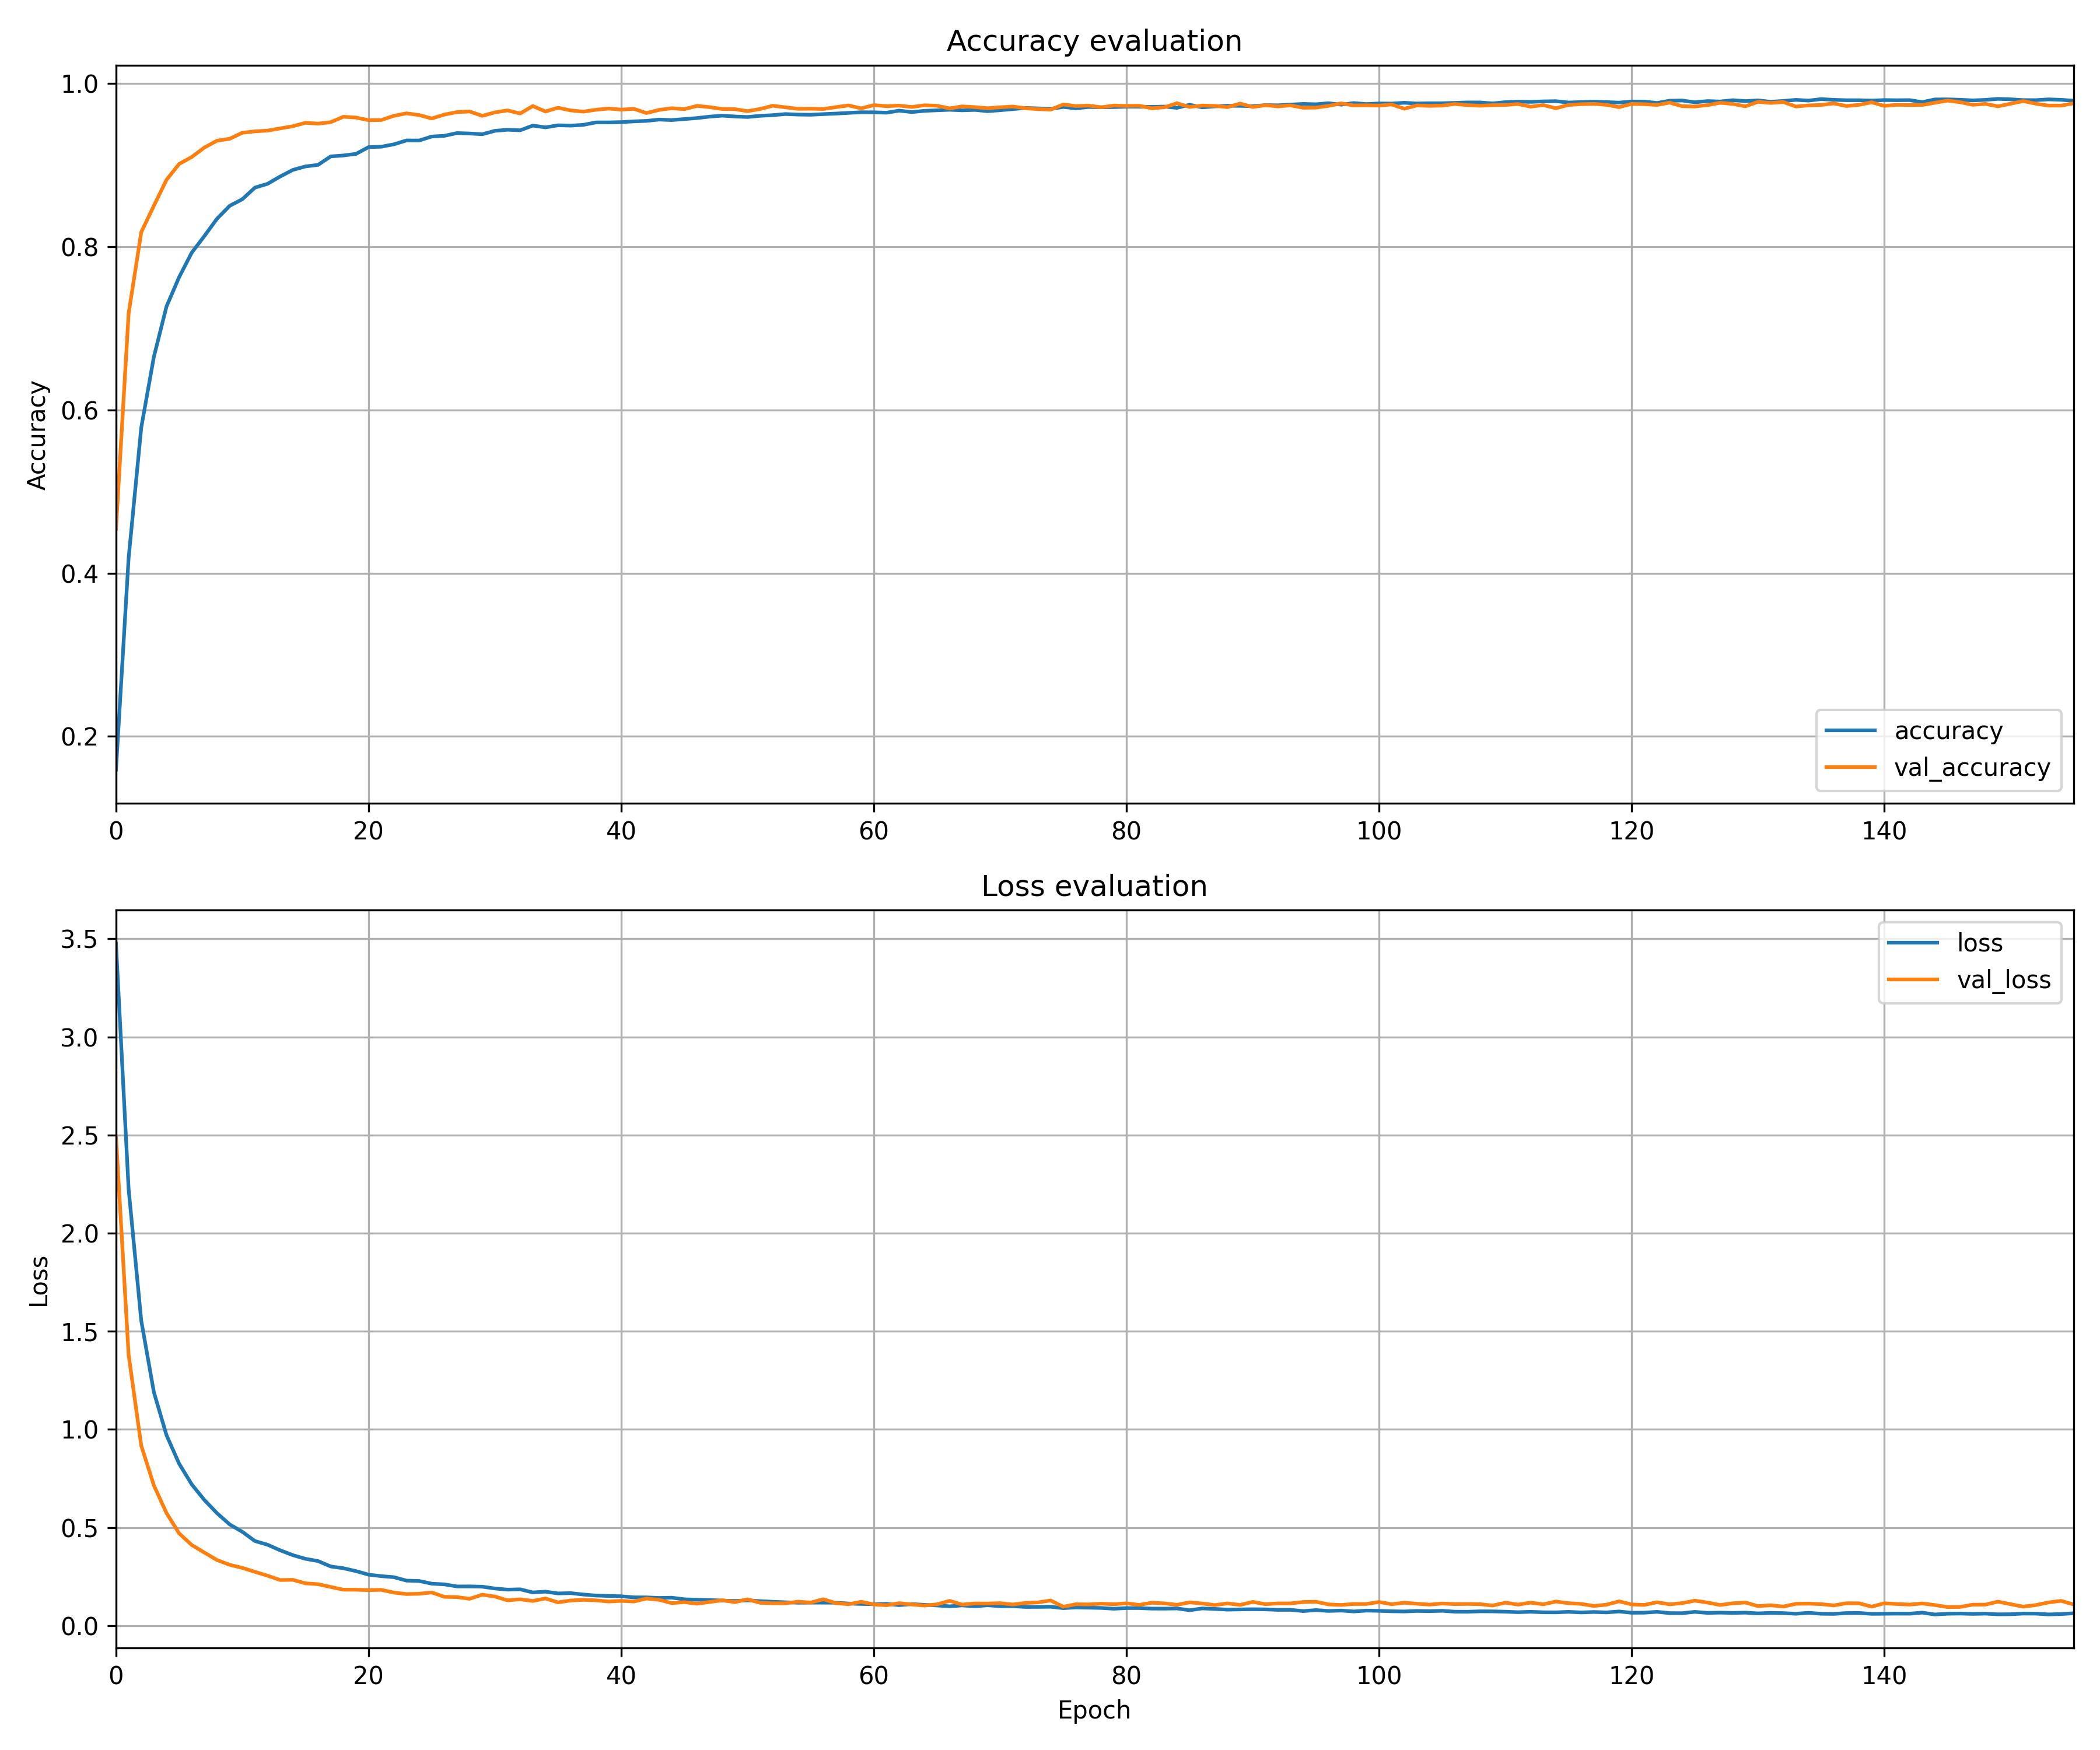 Accuracy evaluation
1.0
0.8
0.6
0.4
0.2
Accuracy
accuracy
val_accuracy
0 20 40 60 80 100 120 140
Loss evaluation
3.5
3.0
2.5
2.0
1.5
1.0
0.5
0.0
Loss
loss
val_loss
0 20 40 60 80 100 120 140
Epoch